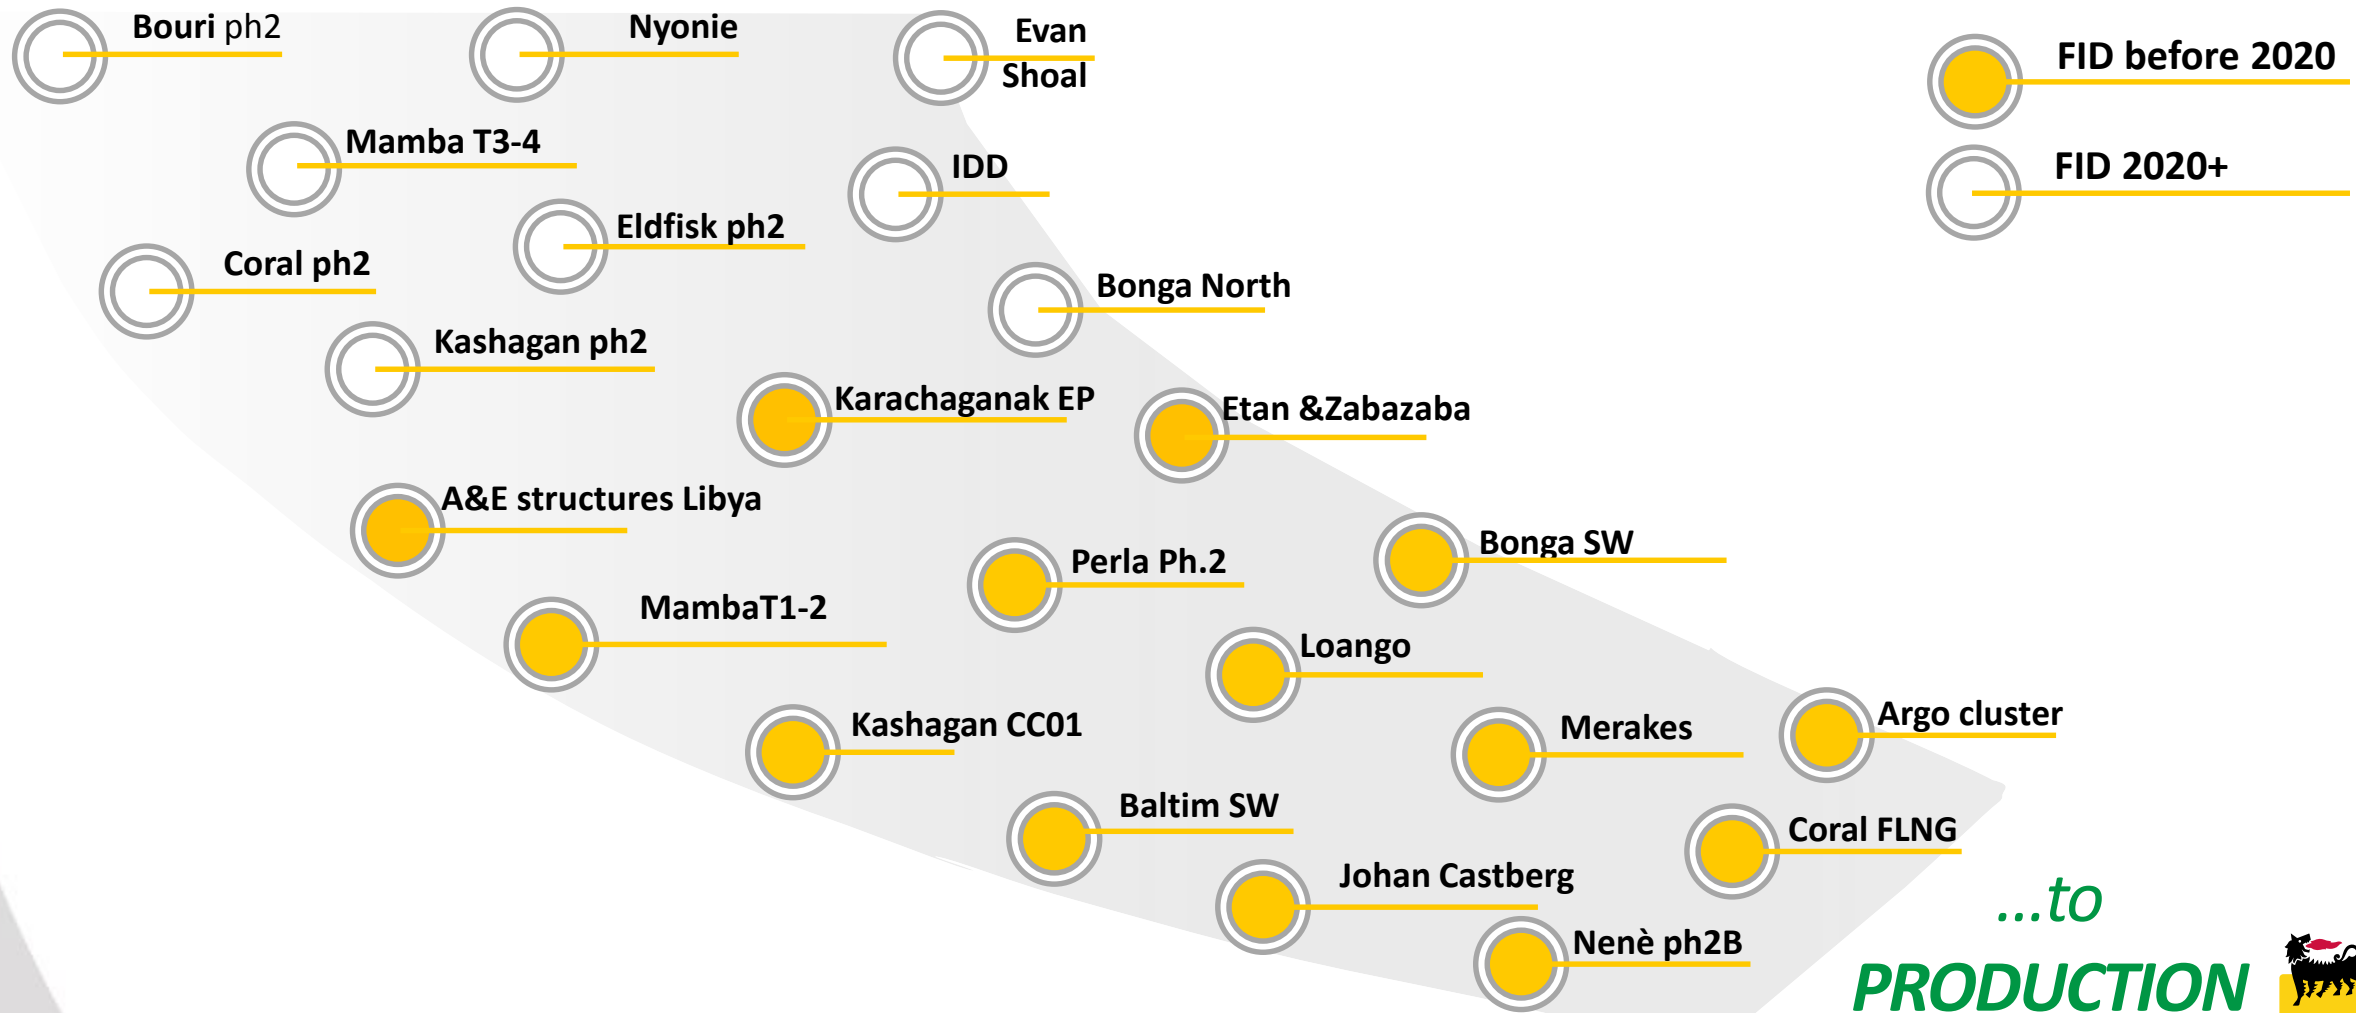 Bouri ph2
Nyonie
Evan
Shoal
FID before 2020
Mamba T3-4
IDD
FID 2020+
Eldfisk ph2
Coral ph2
Bonga North
Kashagan ph2
Karachaganak EP
Etan &Zabazaba
A&E structures Libya
Bonga SW
Perla Ph.2
MambaT1-2
Loango
Kashagan CC01
Merakes
Argo cluster
Baltim SW
Coral FLNG
Johan Castberg
Nenè ph2B
...to
PRODUCTION